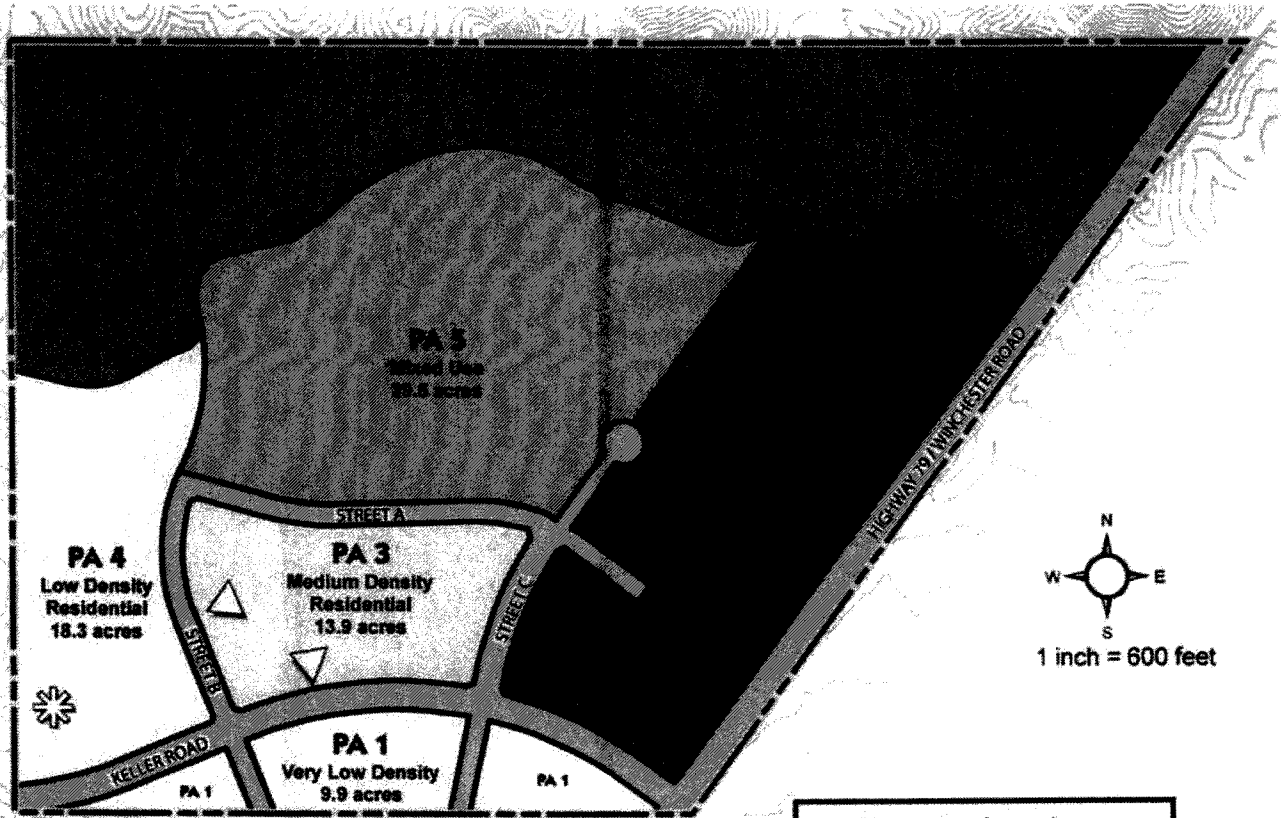 PA 5
Mixed Use
acres
HIGHWAY 79 / WINCHESTER ROAD
STREET A
PA 4
Low Density
Residential
18.3 acres
PA 3
Medium Density
Residential
13.9 acres
STREET B
STREET C
N
W
E
S
1 inch = 600 feet
KELLER ROAD
PA 1
PA 1
Very Low Density
9.9 acres
PA 1